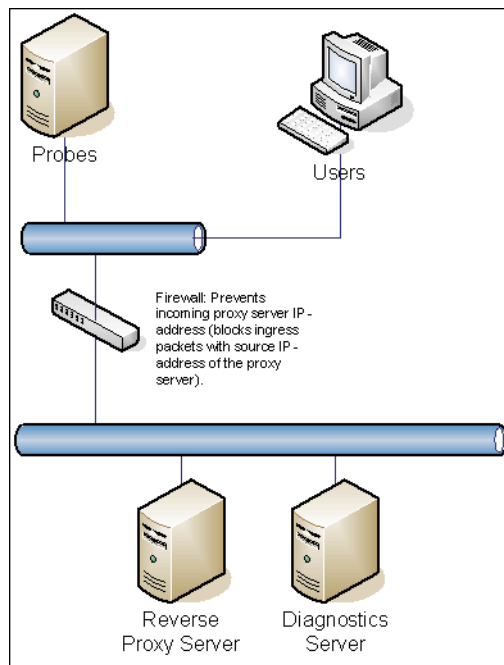 Probes
Users
Firewall: Prevents
incoming proxy server IP -
address (blocks ingress
packets with source IP -
address of the proxy
server).
Reverse
Proxy Server
Diagnostics
Server